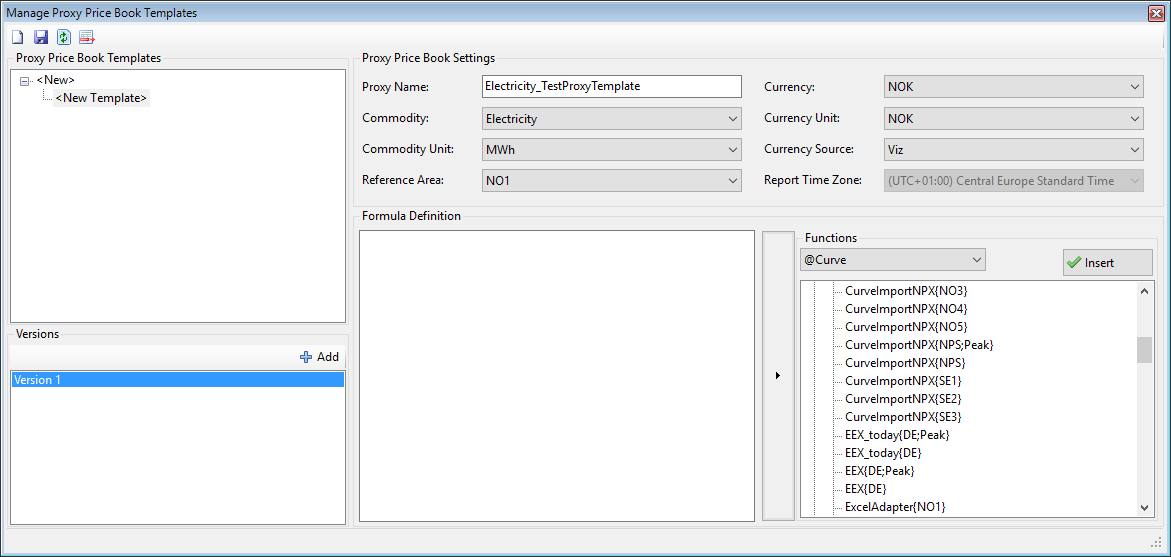 Manage Proxy Price Book Templates
Proxy Price Book Templates
<New>
<New Template>
Versions
Add
Version 1
Proxy Price Book Settings
Proxy Name: Electricity_TestProxyTemplate Currency: NOK
Commodity: Electricity Currency Unit: NOK
Commodity Unit: MWh Currency Source: Viz
Reference Area: NO1 Report Time Zone: (UTC+01:00) Central Europe Standard Time
Formula Definition
Functions
@Curve Insert
CurveImportNPX{NO3}
CurveImportNPX{NO4}
CurveImportNPX{NO5}
CurveImportNPX{NPS;Peak}
CurveImportNPX{NPS}
CurveImportNPX{SE1}
CurveImportNPX{SE2}
CurveImportNPX{SE3}
EEX_today{DE;Peak}
EEX_today{DE}
EEX{DE;Peak}
EEX{DE}
ExcelAdapter{NO1}